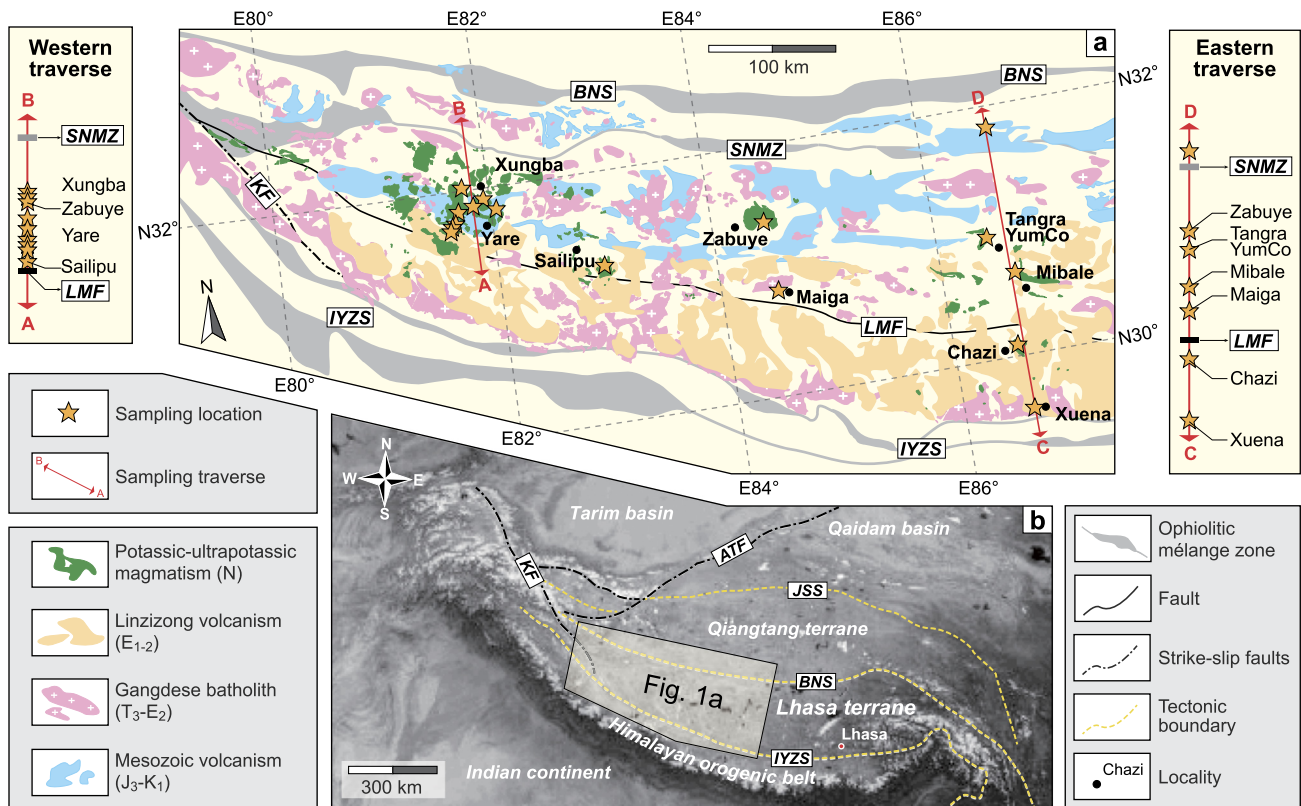 Western
traverse
B
SNMZ
Xungba
Zabuye
Yare
Sailipu
LMF
A
E80°
E82°
E84°
E86°
a
100 km
BNS
BNS
N32°
D
B
SNMZ
Xungba
KF
N32°
Yare
Zabuye
Tangra
YumCo
Sailipu
Mibale
A
Maiga
N
IYZS
LMF
N30°
Chazi
Xuena
E80°
E82°
IYZS
C
E84°
E86°
Eastern
traverse
D
SNMZ
Zabuye
Tangra
YumCo
Mibale
Maiga
LMF
Chazi
Xuena
C
Sampling location
B
A
Sampling traverse
Potassic-ultrapotassic
magmatism (N)
Linzizong volcanism
(E₁₋₂)
Gangdese batholith
(T₃-E₂)
Mesozoic volcanism
(J₃-K₁)
b
N
W E
S
Tarim basin
Qaidam basin
KF
ATF
JSS
Qiangtang terrane
Fig. 1a
BNS
Lhasa terrane
Lhasa
IYZS
Himalayan orogenic belt
Indian continent
300 km
Ophiolitic
mélange zone
Fault
Strike-slip faults
Tectonic
boundary
Chazi
Locality